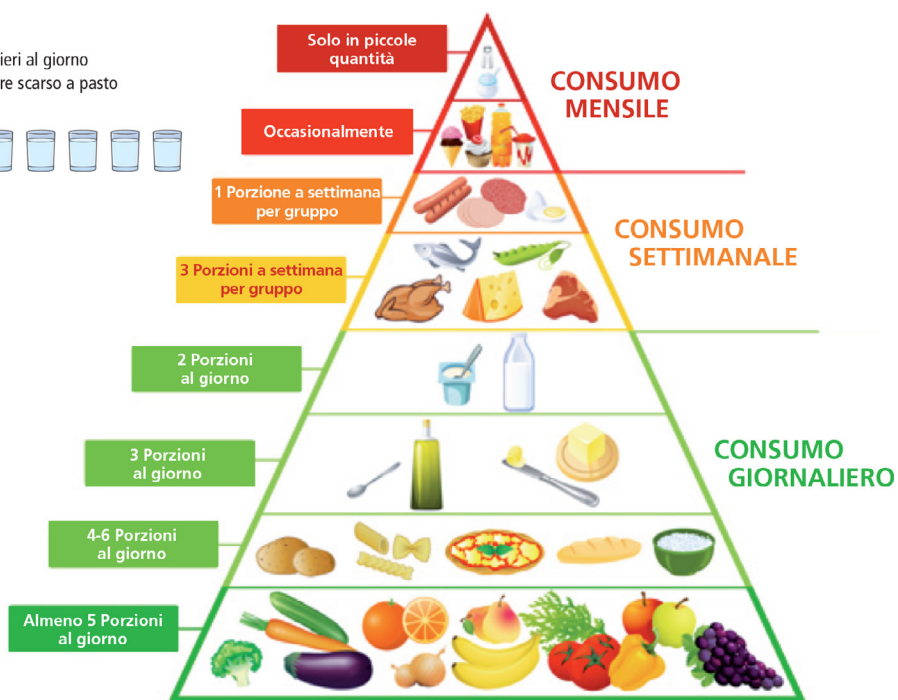 ieri al giorno
re scarso a pasto
Solo in piccole
quantità
CONSUMO
MENSILE
Occasionalmente
1 Porzione a settimana
per gruppo
CONSUMO
SETTIMANALE
3 Porzioni a settimana
per gruppo
2 Porzioni
al giorno
3 Porzioni
al giorno
CONSUMO
GIORNALIERO
4-6 Porzioni
al giorno
Almeno 5 Porzioni
al giorno